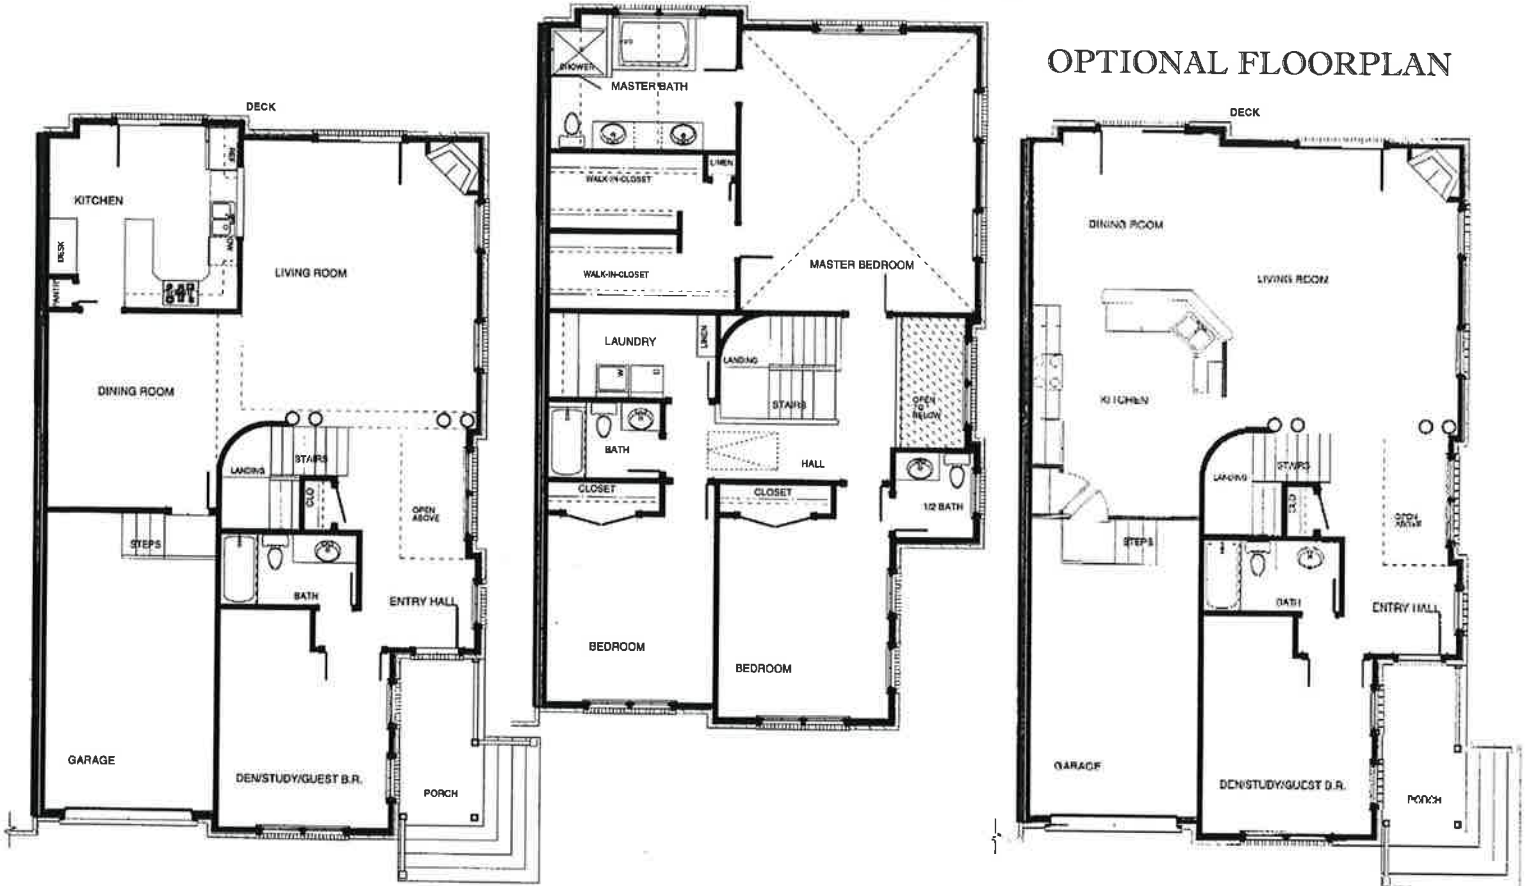 OPTIONAL FLOORPLAN
DECK
KITCHEN
REF
DW
DESK
PANTRY
LIVING ROOM
DINING ROOM
STAIRS
LANDING
CLO
OPEN
ABOVE
STEPS
BATH
ENTRY HALL
GARAGE
DEN/STUDY/GUEST B.R.
PORCH
SHOWER
MASTER BATH
LINEN
WALK-IN-CLOSET
WALK-IN-CLOSET
MASTER BEDROOM
LAUNDRY
LINEN
W
D
LANDING
STAIRS
OPEN
TO
BELOW
BATH
HALL
CLOSET
CLOSET
1/2 BATH
BEDROOM
BEDROOM
DECK
DINING ROOM
LIVING ROOM
KITCHEN
STAIRS
LANDING
CLO
OPEN
ABOVE
STEPS
BATH
ENTRY HALL
GARAGE
DEN/STUDY/GUEST B.R.
PORCH